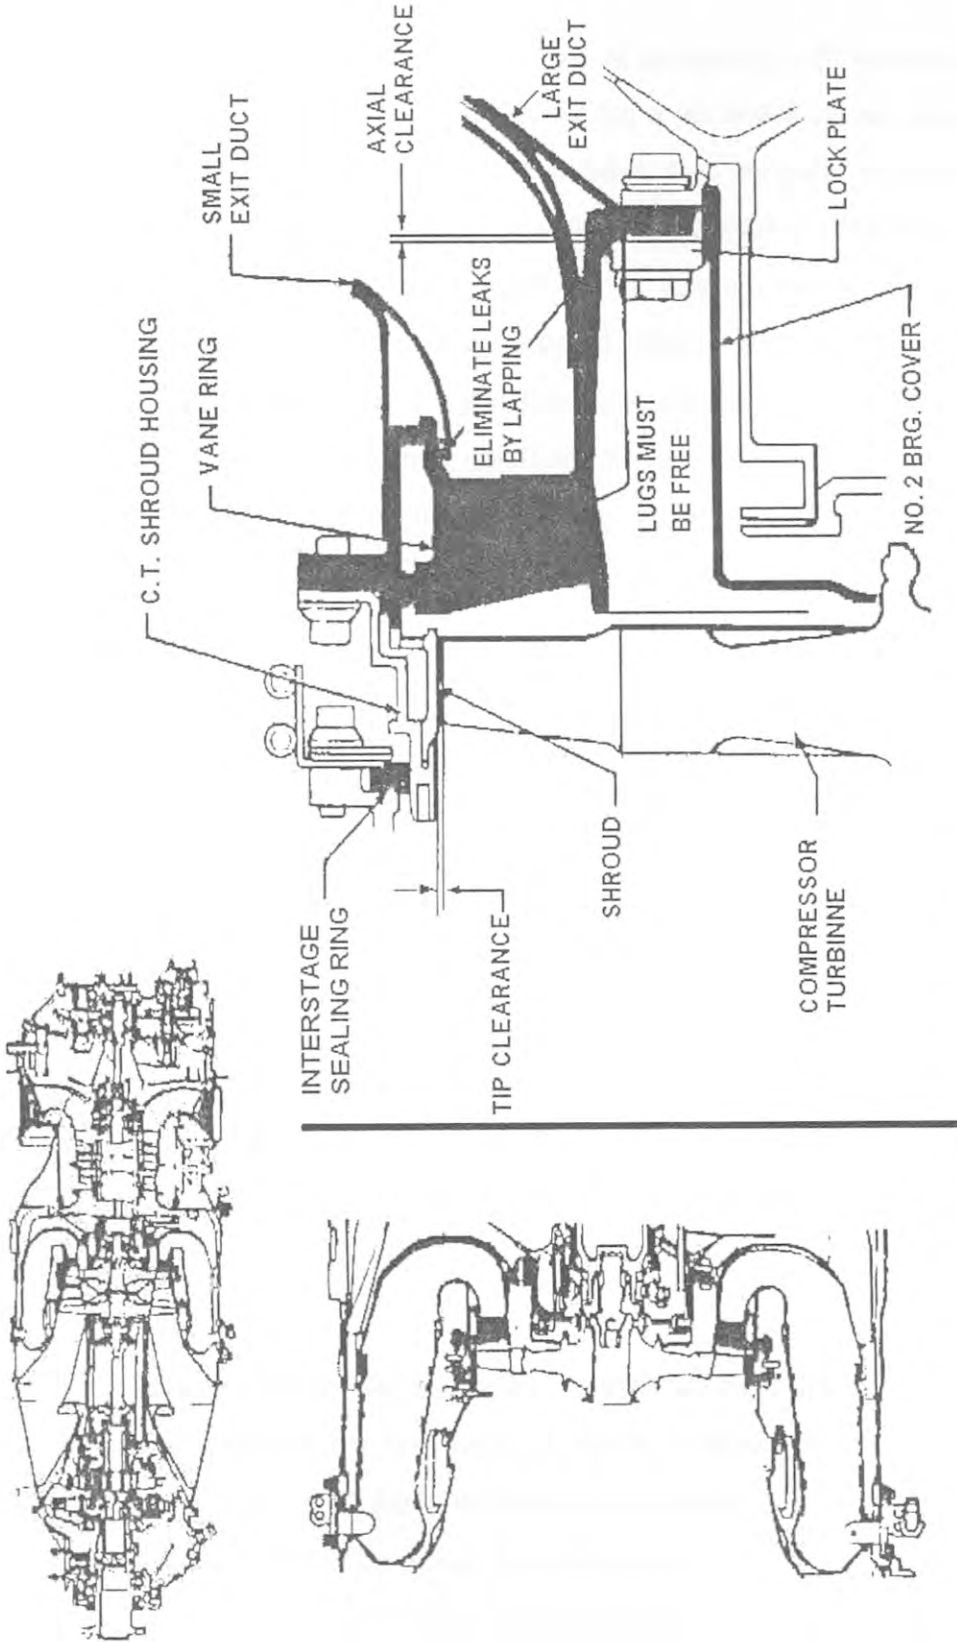 SMALL
EXIT DUCT
AXIAL
CLEARANCE
LARGE
EXIT DUCT
C.T. SHROUD HOUSING
VANE RING
ELIMINATE LEAKS
BY LAPPING
LUGS MUST
BE FREE
LOCK PLATE
NO. 2 BRG. COVER
INTERSTAGE
SEALING RING
TIP CLEARANCE
SHROUD
COMPRESSOR
TURBINNE